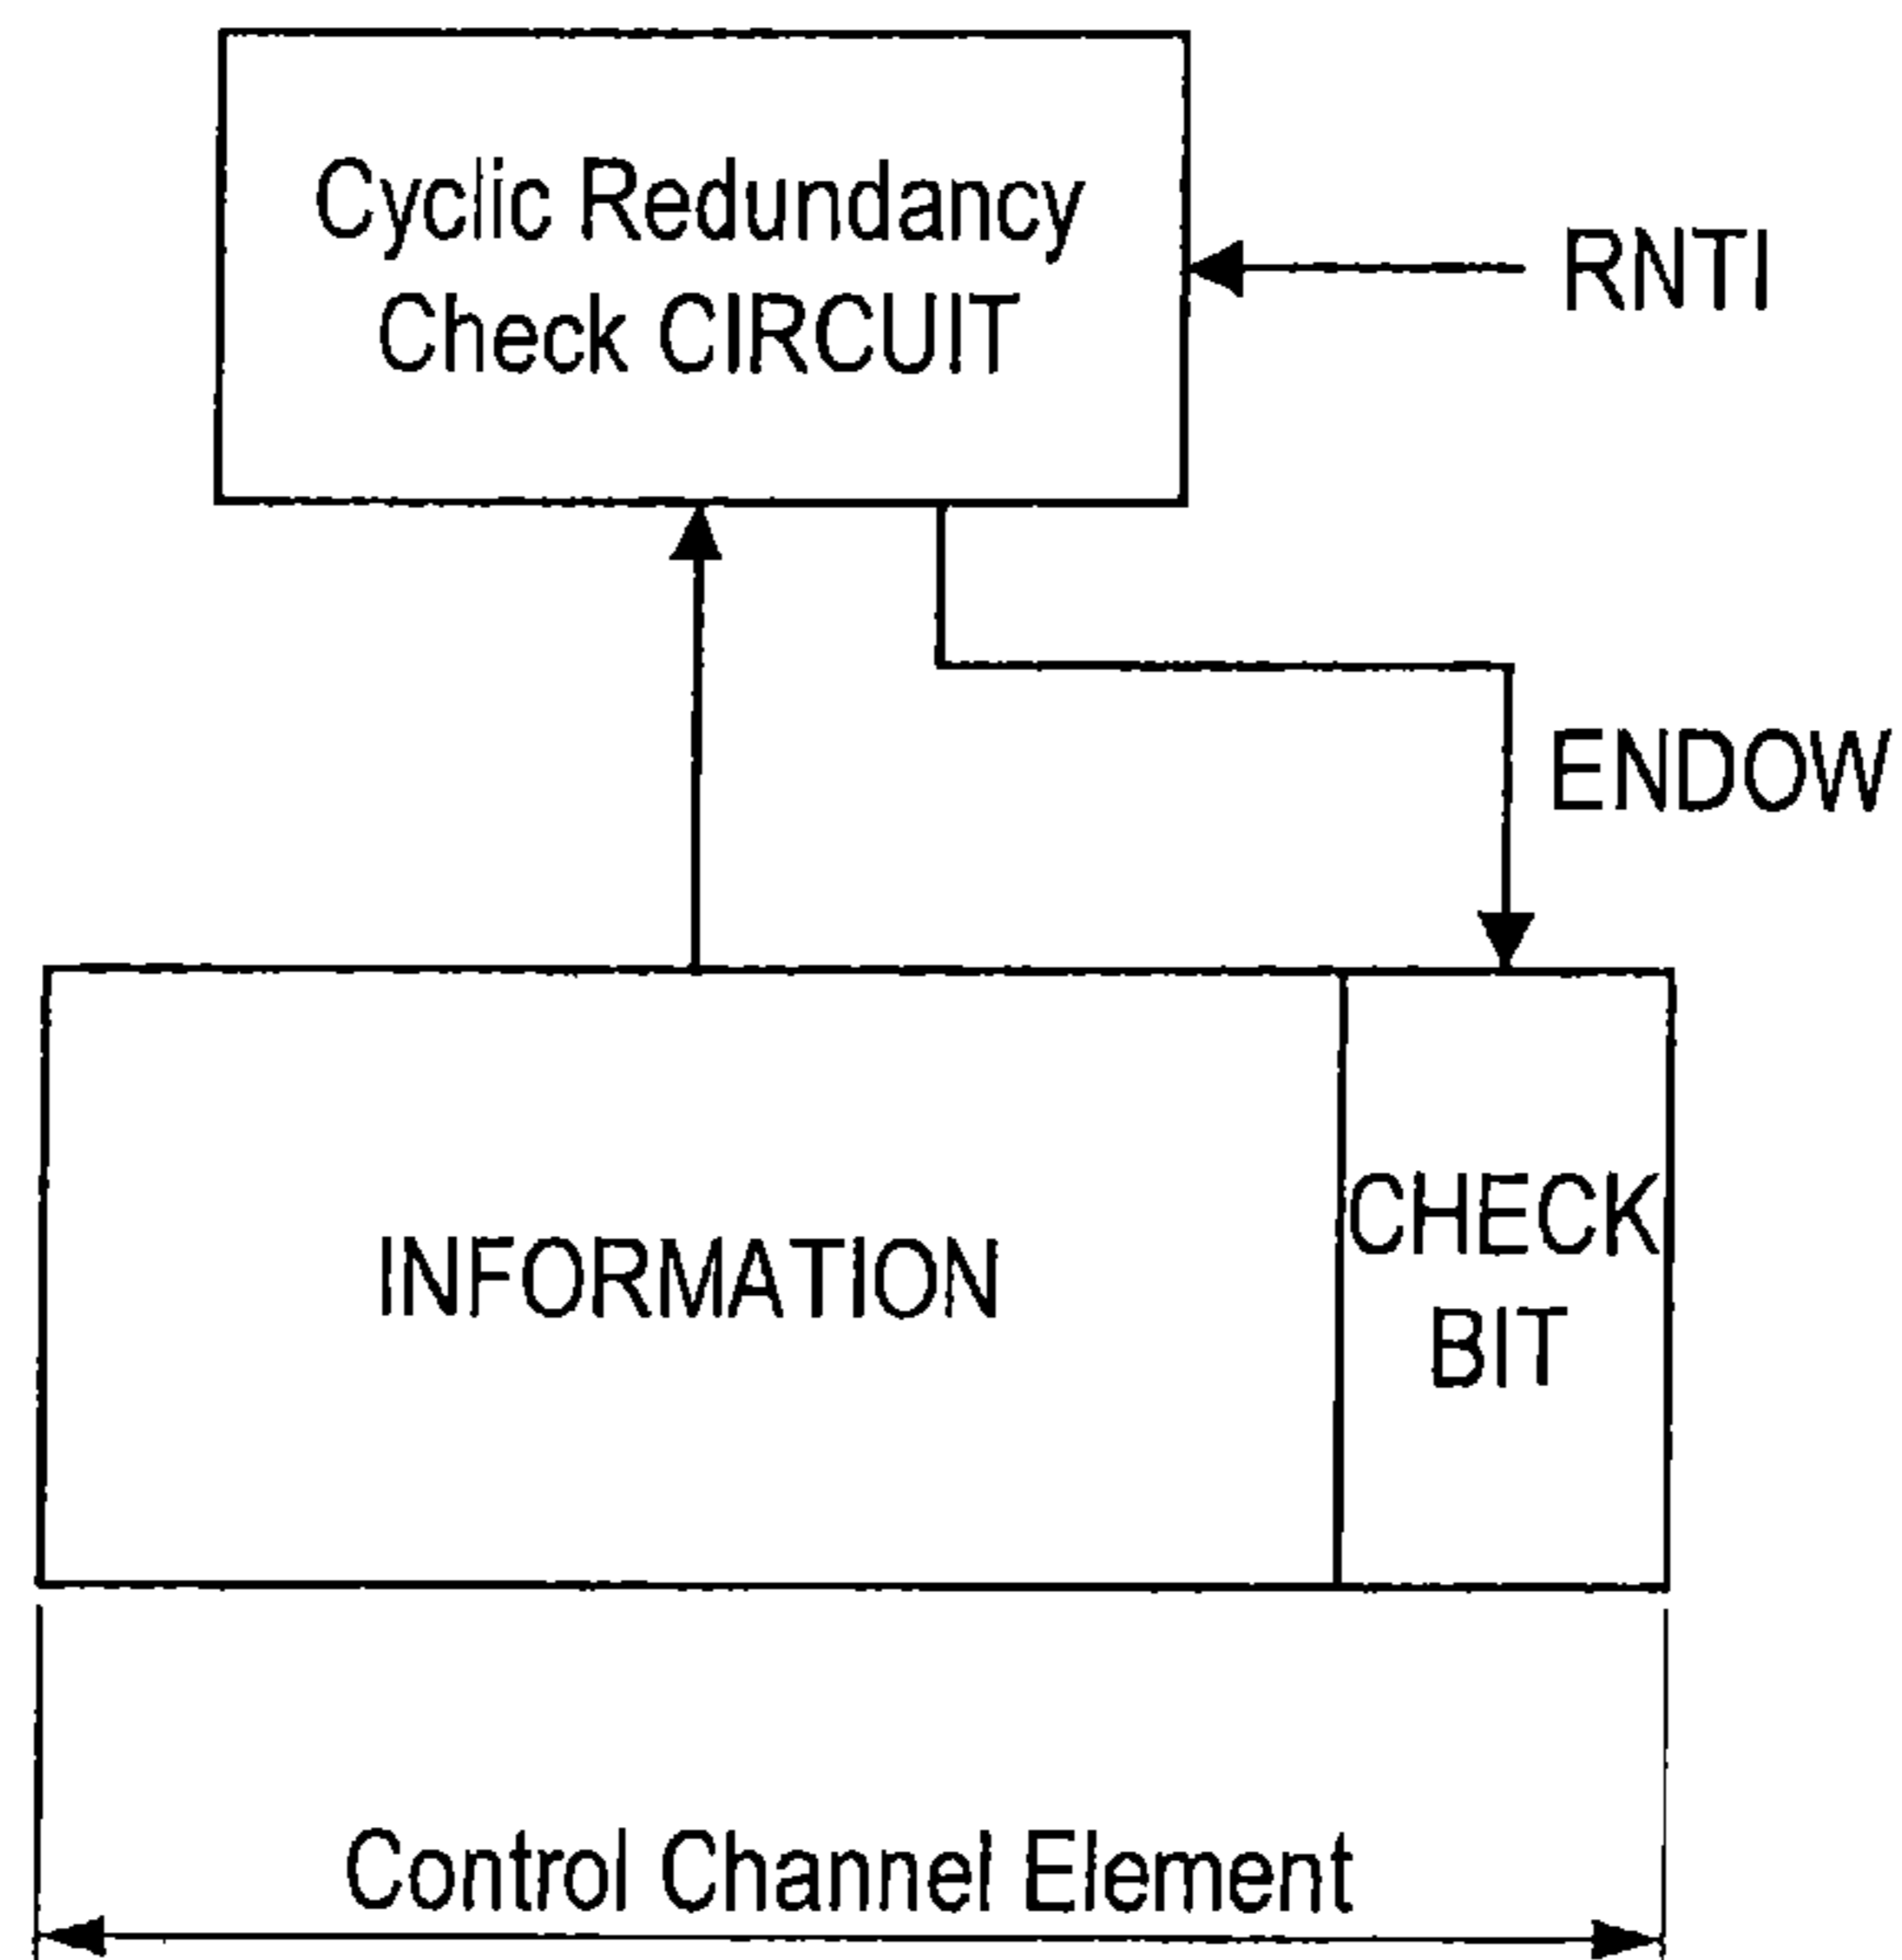 Cyclic Redundancy
Check CIRCUIT
RNTI
ENDOW
INFORMATION
CHECK
BIT
Control Channel Element